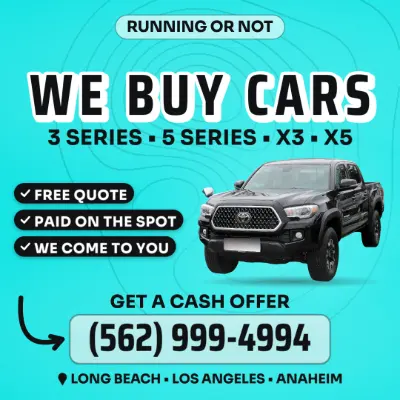 RUNNING OR NOT
WE BUY CARS
3 SERIES ▪ 5 SERIES ▪ X3 ▪ X5
FREE QUOTE
PAID ON THE SPOT
WE COME TO YOU
GET A CASH OFFER
(562) 999-4994
LONG BEACH ▪ LOS ANGELES ▪ ANAHEIM